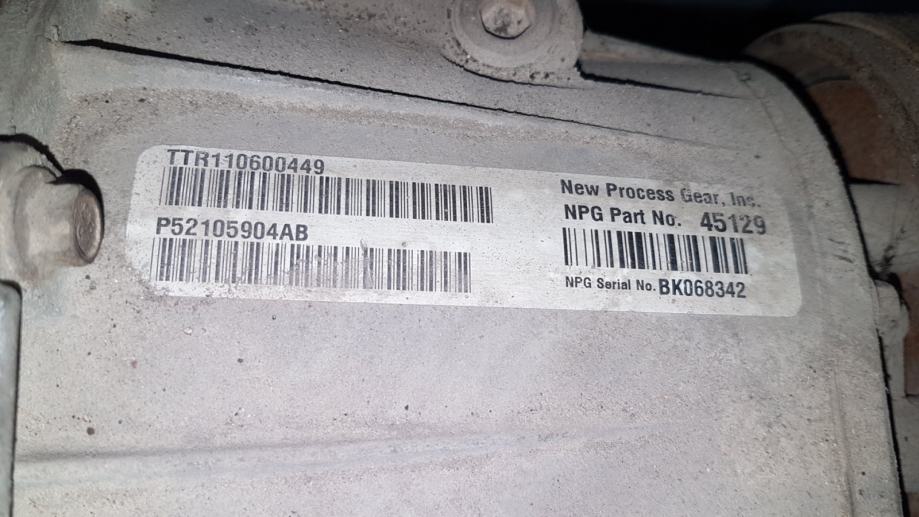 TTR110600449
P52105904AB
New Process Gear, Inc.
NPG Part No. 45129
NPG Serial No. BK068342